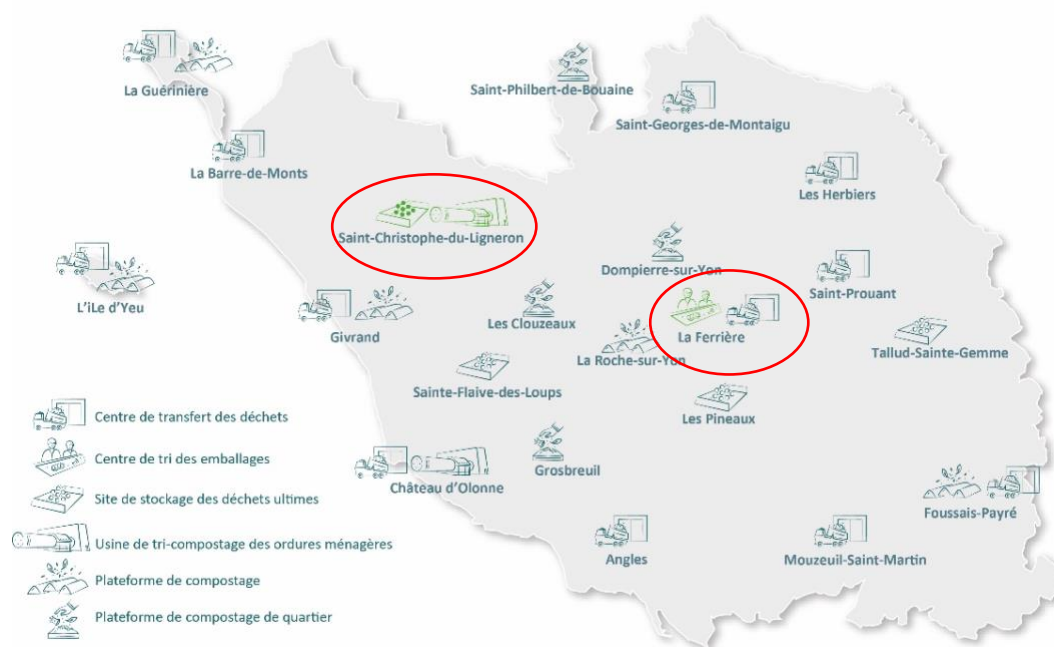 La Guérinière
Saint-Philbert-de-Bouaine
Saint-Georges-de-Montaigu
La Barre-de-Monts
Les Herbiers
Saint-Christophe-du-Ligneron
Dompierre-sur-Yon
Saint-Prouant
L'iLe d'Yeu
Givrand
Les Clouzeaux
La Ferrière
La Roche-sur-Yon
Tallud-Sainte-Gemme
Sainte-Flaive-des-Loups
Les Pineaux
Grosbreuil
Château d'Olonne
Foussais-Payré
Angles
Mouzeuil-Saint-Martin
Centre de transfert des déchets
Centre de tri des emballages
Site de stockage des déchets ultimes
Usine de tri-compostage des ordures ménagères
Plateforme de compostage
Plateforme de compostage de quartier